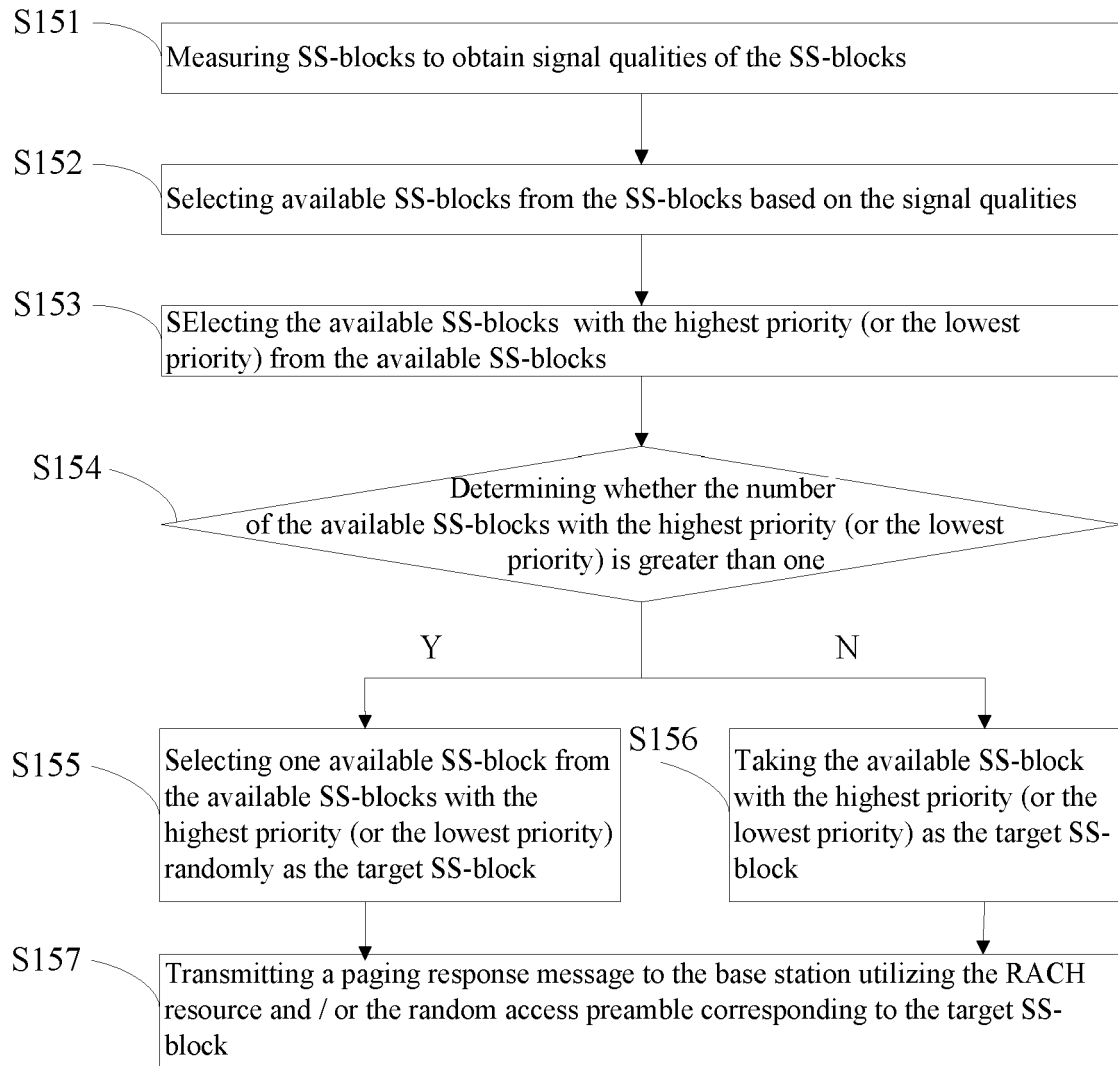 S151
Measuring SS-blocks to obtain signal qualities of the SS-blocks
S152
Selecting available SS-blocks from the SS-blocks based on the signal qualities
S153
SElecting the available SS-blocks with the highest priority (or the lowest
priority) from the available SS-blocks
S154
Determining whether the number
of the available SS-blocks with the highest priority (or the lowest
priority) is greater than one
Y
N
S155
Selecting one available SS-block from
the available SS-blocks with the
highest priority (or the lowest priority)
randomly as the target SS-block
S156
Taking the available SS-block
with the highest priority (or the
lowest priority) as the target SS-
block
S157
Transmitting a paging response message to the base station utilizing the RACH
resource and / or the random access preamble corresponding to the target SS-
block